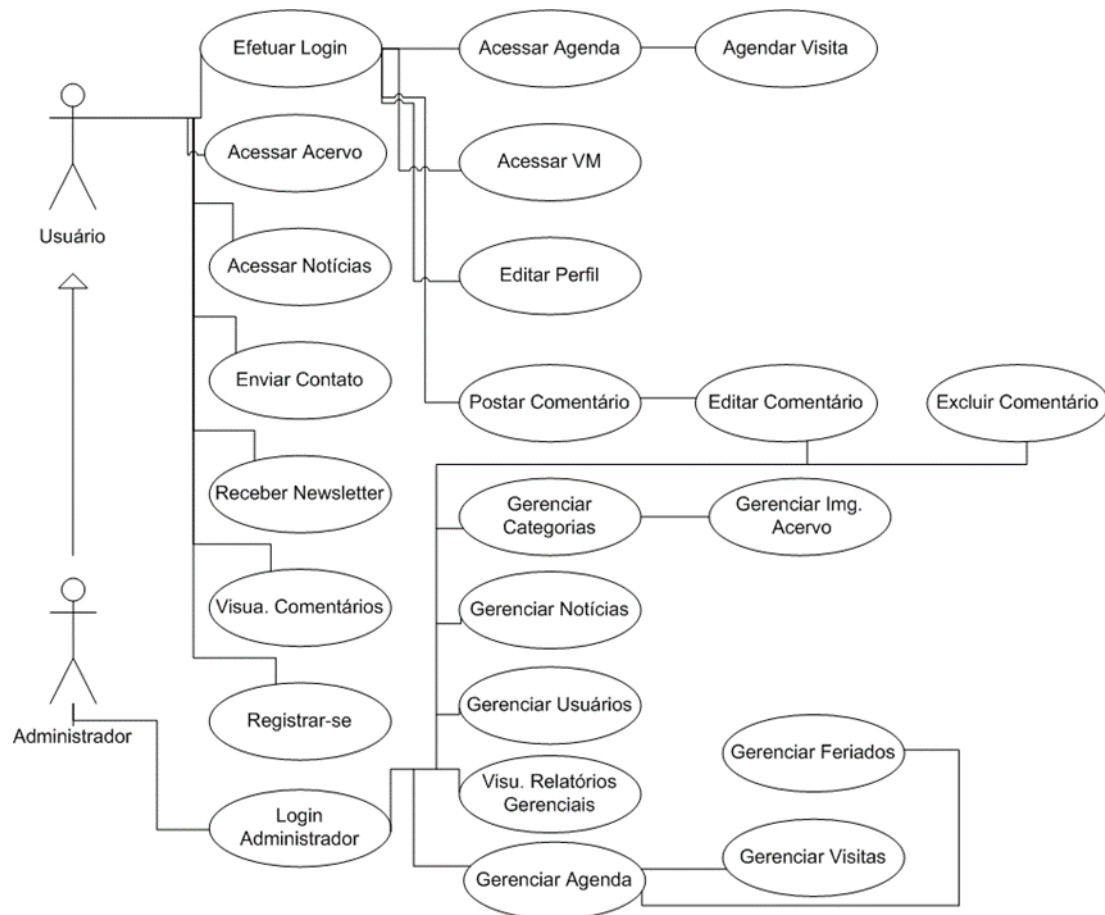 Efetuar Login
Acessar Agenda
Agendar Visita
Acessar Acervo
Acessar VM
Usuário
Acessar Notícias
Editar Perfil
Enviar Contato
Postar Comentário
Editar Comentário
Excluir Comentário
Receber Newsletter
Gerenciar
Categorias
Gerenciar Img.
Acervo
Visua. Comentários
Gerenciar Notícias
Registrar-se
Gerenciar Usuários
Administrador
Gerenciar Feriados
Visu. Relatórios
Gerenciais
Login
Administrador
Gerenciar Visitas
Gerenciar Agenda